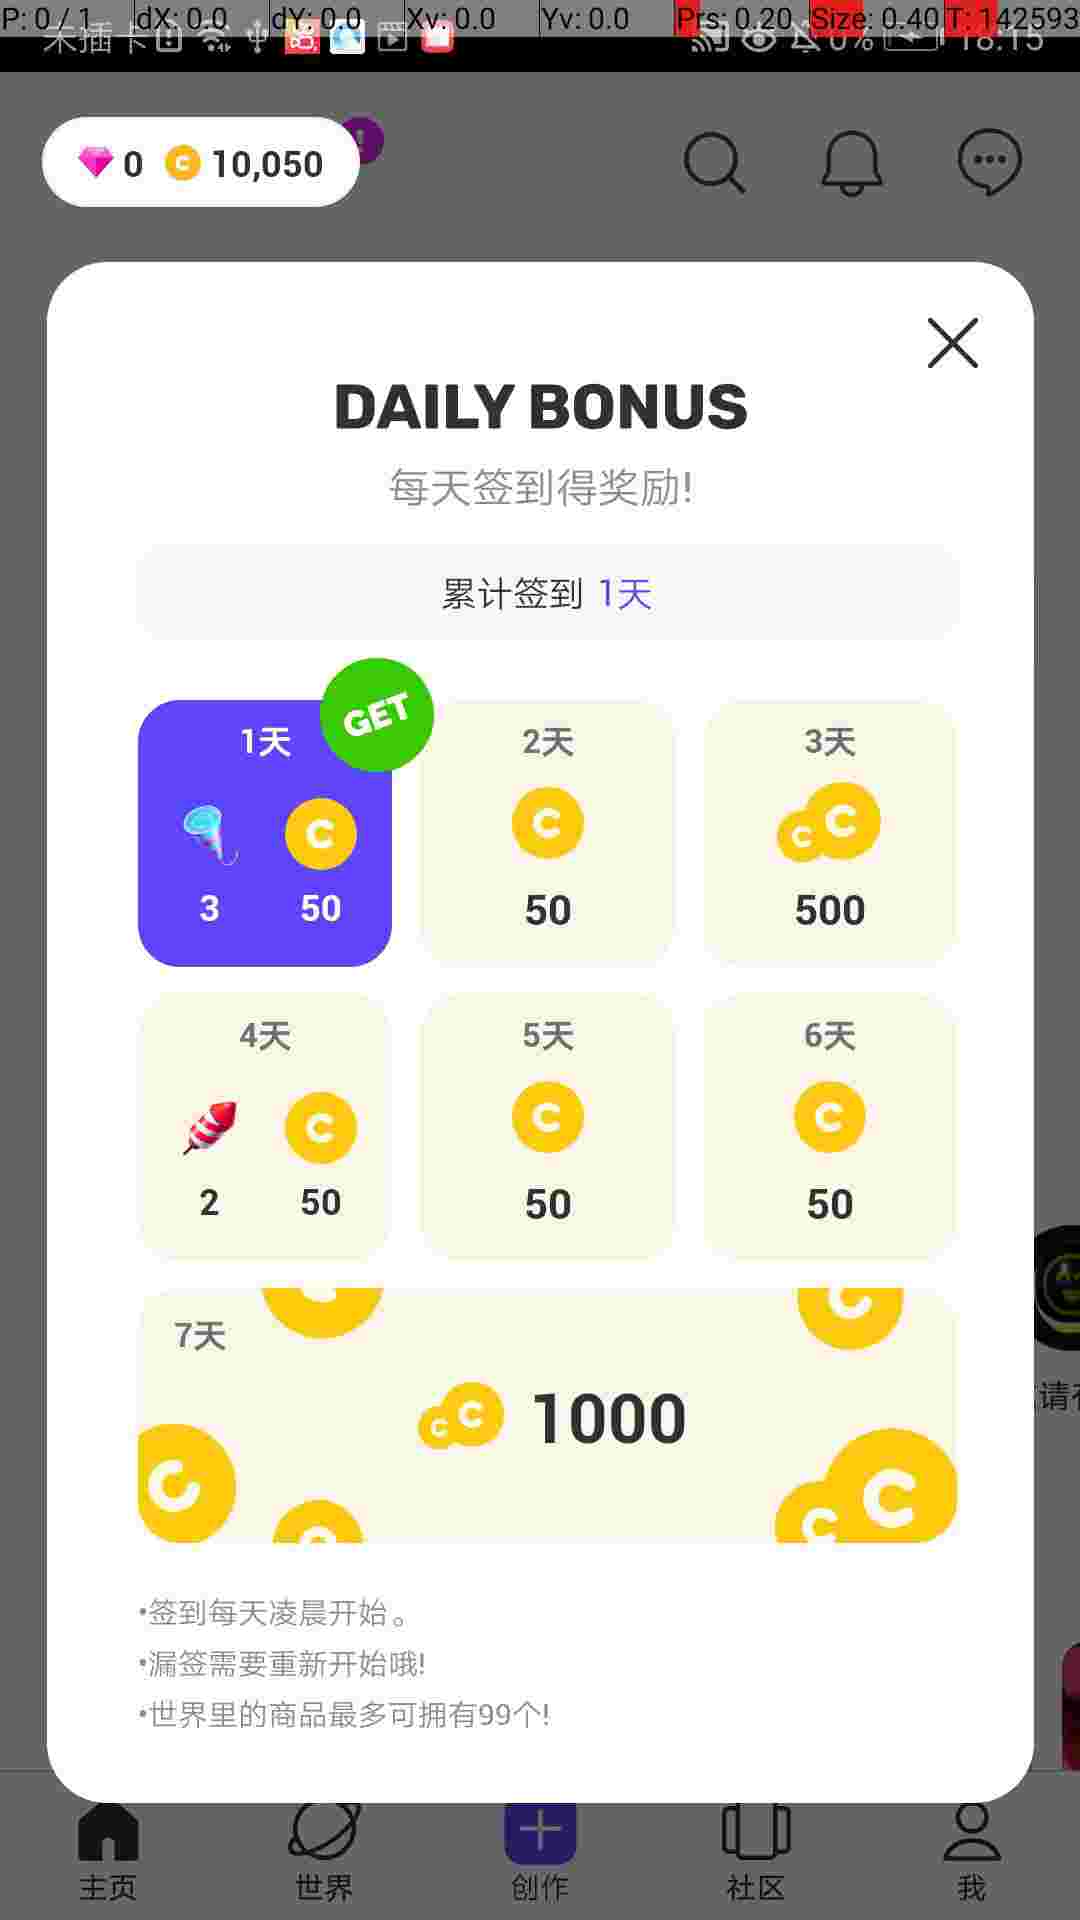 P: 0 / 1 dX: 0.0 dY: 0.0 Xv: 0.0 Yv: 0.0 Prs: 0.20 Size: 0.40 T: 142593
未插卡 0% 18:15
0 C 10,050 !
DAILY BONUS
每天签到得奖励!
累计签到 1天
GET
1天 2天 3天
C C C C
3 50 50 500
4天 5天 6天
C C C
2 50 50 50
7天
C C 1000
•签到每天凌晨开始。
•漏签需要重新开始哦!
•世界里的商品最多可拥有99个!
主页 世界 创作 社区 我